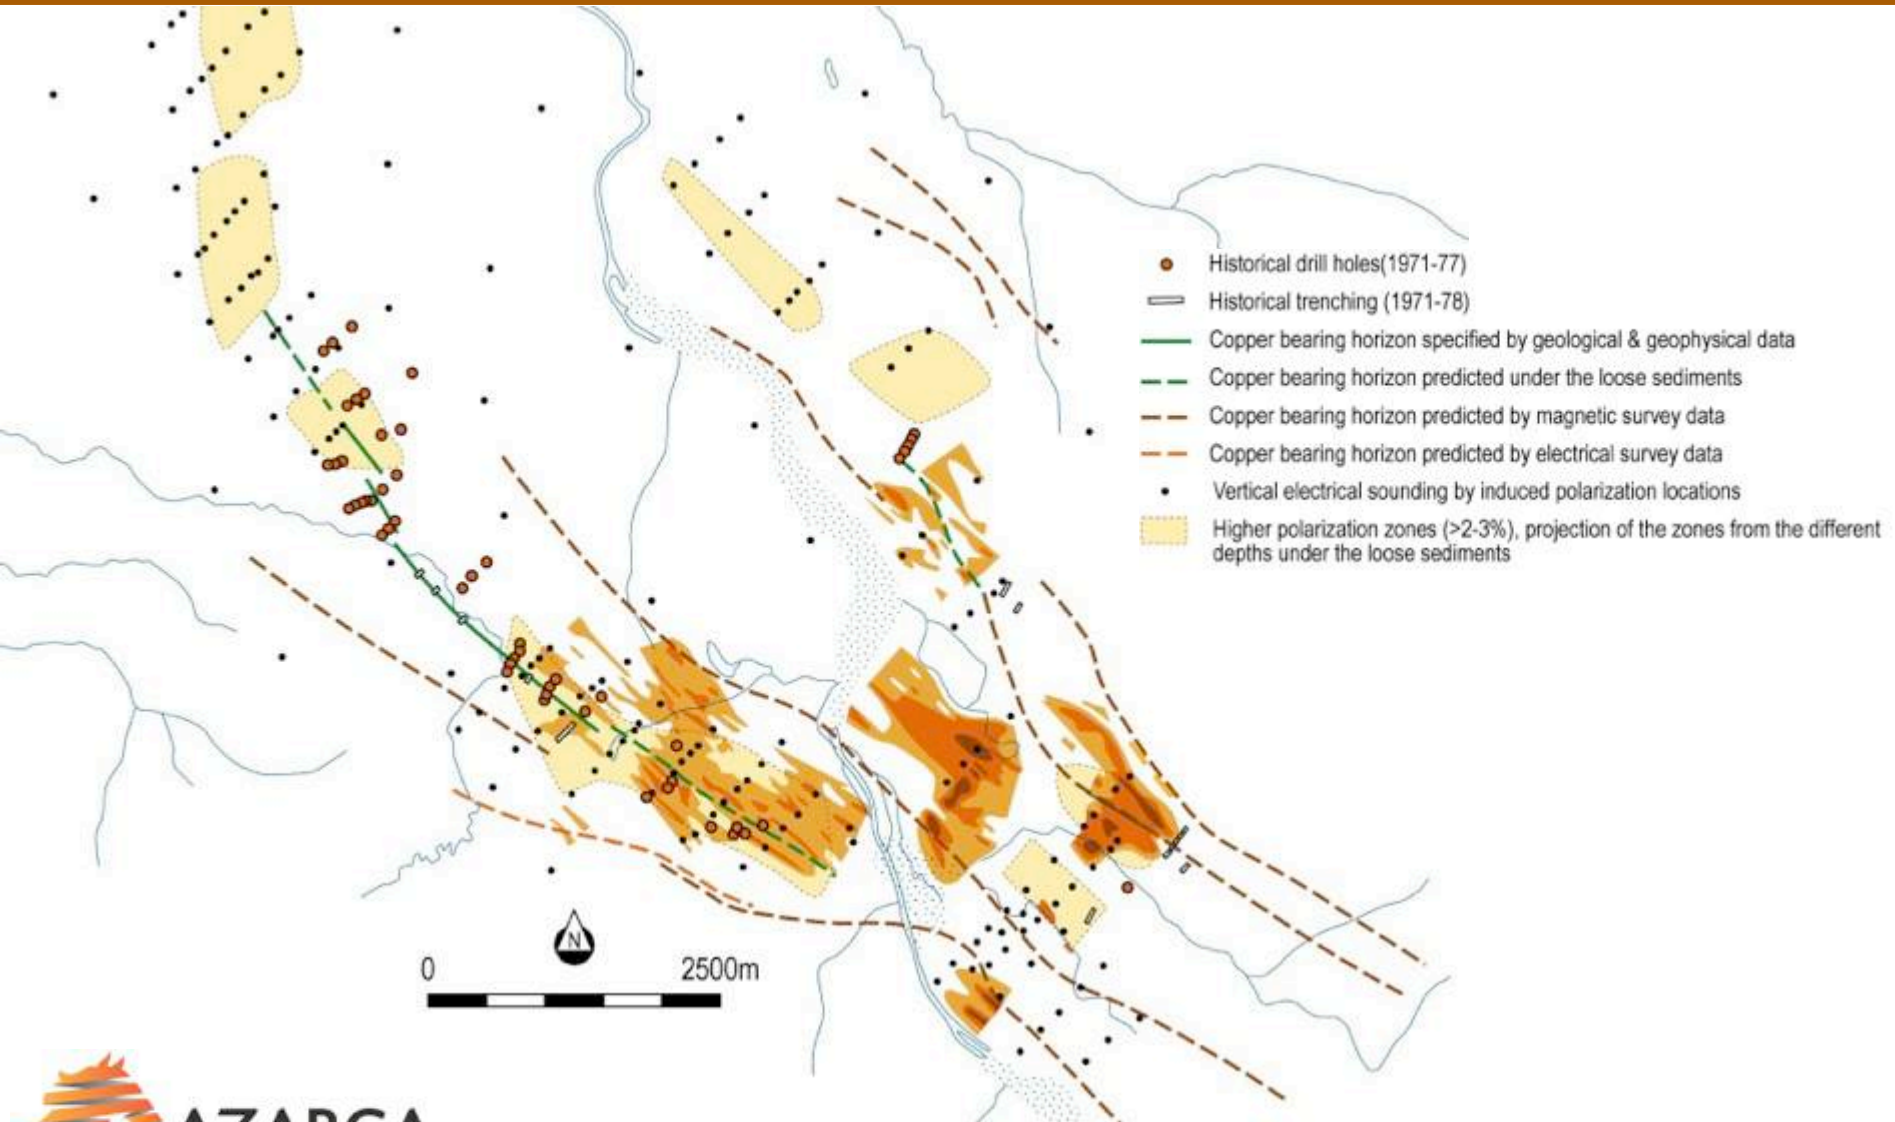 Historical drill holes(1971-77)
Historical trenching (1971-78)
Copper bearing horizon specified by geological & geophysical data
Copper bearing horizon predicted under the loose sediments
Copper bearing horizon predicted by magnetic survey data
Copper bearing horizon predicted by electrical survey data
Vertical electrical sounding by induced polarization locations
Higher polarization zones (>2-3%), projection of the zones from the different
depths under the loose sediments
N
0 2500m
AZARGA